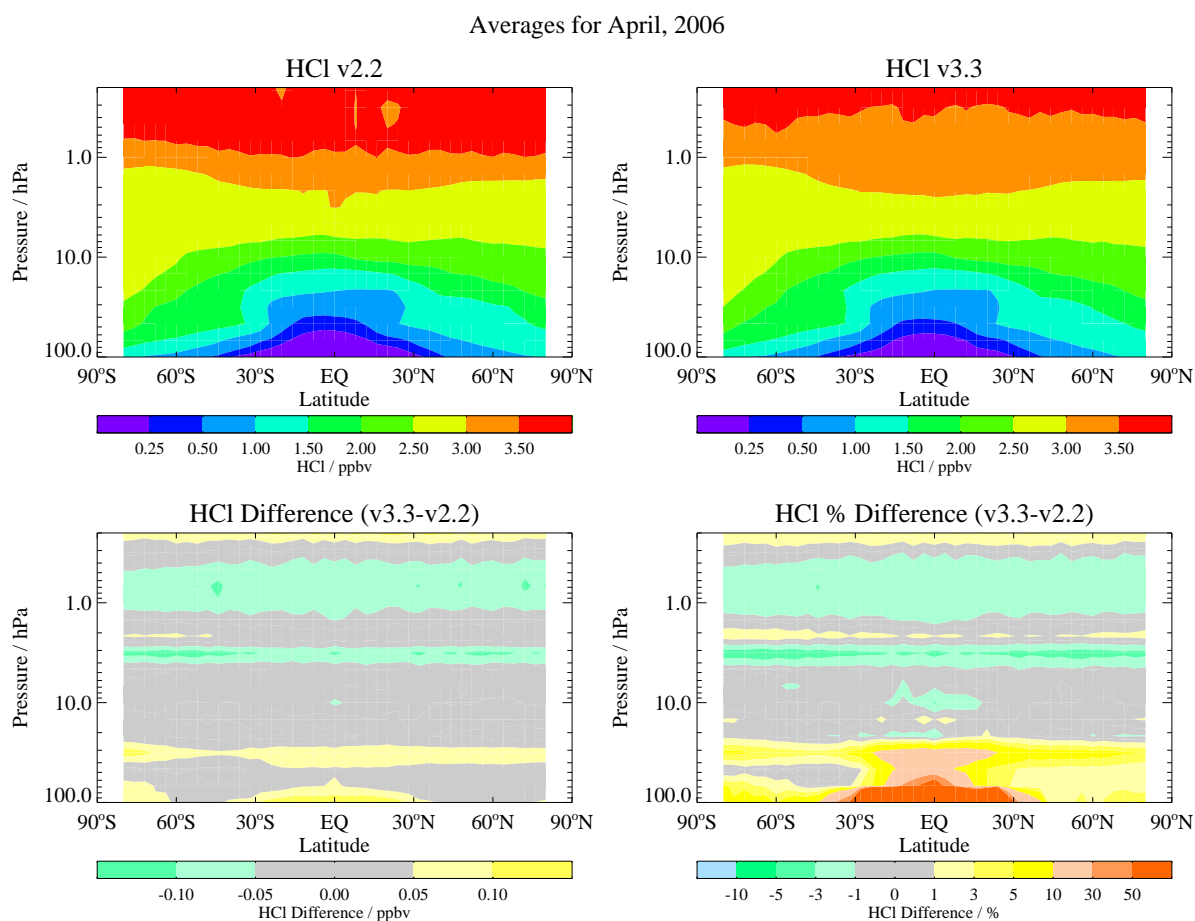 Averages for April, 2006
HCl v2.2
HCl v3.3
Pressure / hPa
1.0
10.0
100.0
90°S 60°S 30°S EQ 30°N 60°N 90°N
Latitude
0.25 0.50 1.00 1.50 2.00 2.50 3.00 3.50
HCl / ppbv
Pressure / hPa
1.0
10.0
100.0
90°S 60°S 30°S EQ 30°N 60°N 90°N
Latitude
0.25 0.50 1.00 1.50 2.00 2.50 3.00 3.50
HCl / ppbv
HCl Difference (v3.3-v2.2)
HCl % Difference (v3.3-v2.2)
Pressure / hPa
1.0
10.0
100.0
90°S 60°S 30°S EQ 30°N 60°N 90°N
Latitude
-0.10 -0.05 0.00 0.05 0.10
HCl Difference / ppbv
Pressure / hPa
1.0
10.0
100.0
90°S 60°S 30°S EQ 30°N 60°N 90°N
Latitude
-10 -5 -3 -1 0 1 3 5 10 30 50
HCl Difference / %